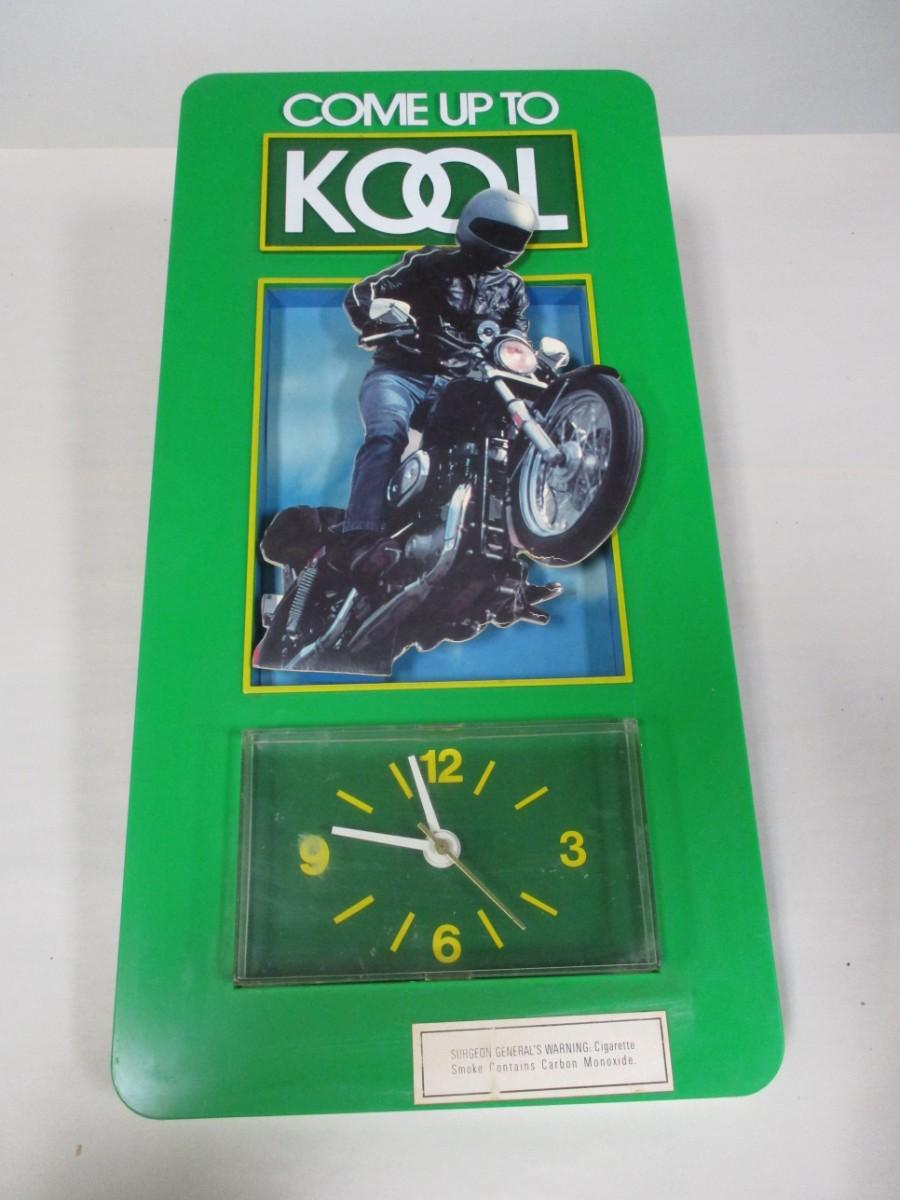 COME UP TO
KOOL
12
9
3
6
SURGEON GENERAL'S WARNING: Cigarette
Smoke Contains Carbon Monoxide.